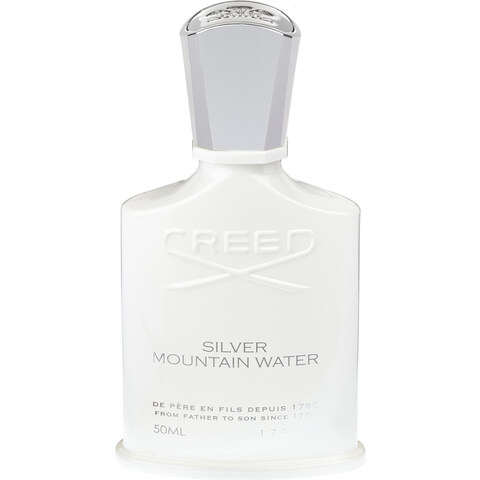 CREED
SILVER
MOUNTAIN WATER
DE PÈRE EN FILS DEPUIS
FROM FATHER TO SON SINCE
50ML